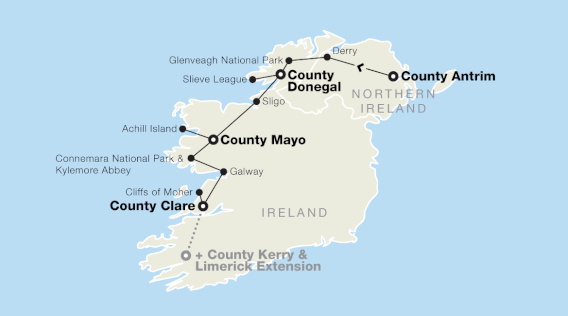 Glenveagh National Park
Derry
Slieve League
County
Donegal
County Antrim
NORTHERN
IRELAND
Sligo
Achill Island
County Mayo
Connemara National Park &
Kylemore Abbey
Galway
Cliffs of Moher
County Clare
IRELAND
+ County Kerry &
Limerick Extension